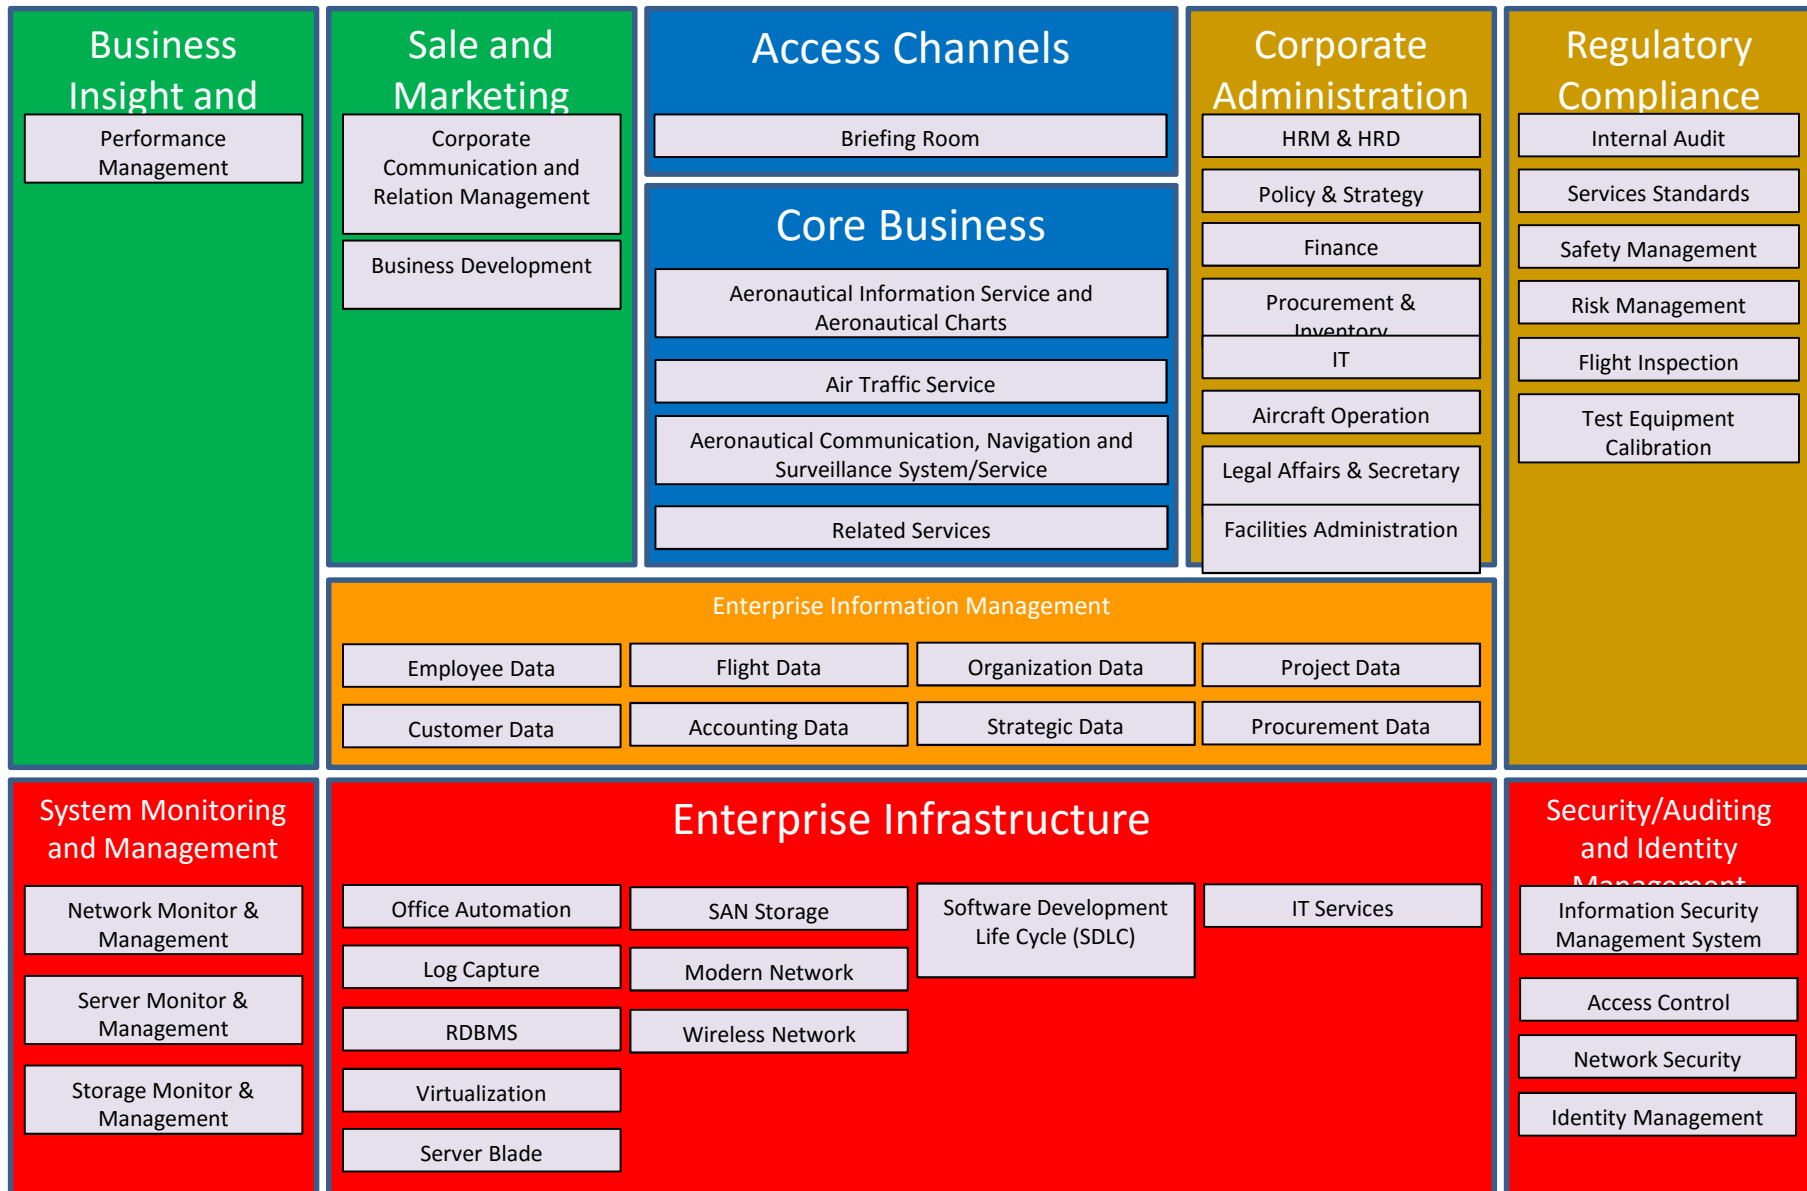 Business
Insight and
Performance
Management
Sale and
Marketing
Corporate
Communication and
Relation Management
Business Development
Access Channels
Briefing Room
Core Business
Aeronautical Information Service and
Aeronautical Charts
Air Traffic Service
Aeronautical Communication, Navigation and
Surveillance System/Service
Related Services
Corporate
Administration
HRM & HRD
Policy & Strategy
Finance
Procurement &
Inventory
IT
Aircraft Operation
Legal Affairs & Secretary
Facilities Administration
Regulatory
Compliance
Internal Audit
Services Standards
Safety Management
Risk Management
Flight Inspection
Test Equipment
Calibration
Enterprise Information Management
Employee Data
Flight Data
Organization Data
Project Data
Customer Data
Accounting Data
Strategic Data
Procurement Data
System Monitoring
and Management
Network Monitor &
Management
Server Monitor &
Management
Storage Monitor &
Management
Enterprise Infrastructure
Office Automation
Log Capture
RDBMS
Virtualization
Server Blade
SAN Storage
Modern Network
Wireless Network
Software Development
Life Cycle (SDLC)
IT Services
Security/Auditing
and Identity
Management
Information Security
Management System
Access Control
Network Security
Identity Management